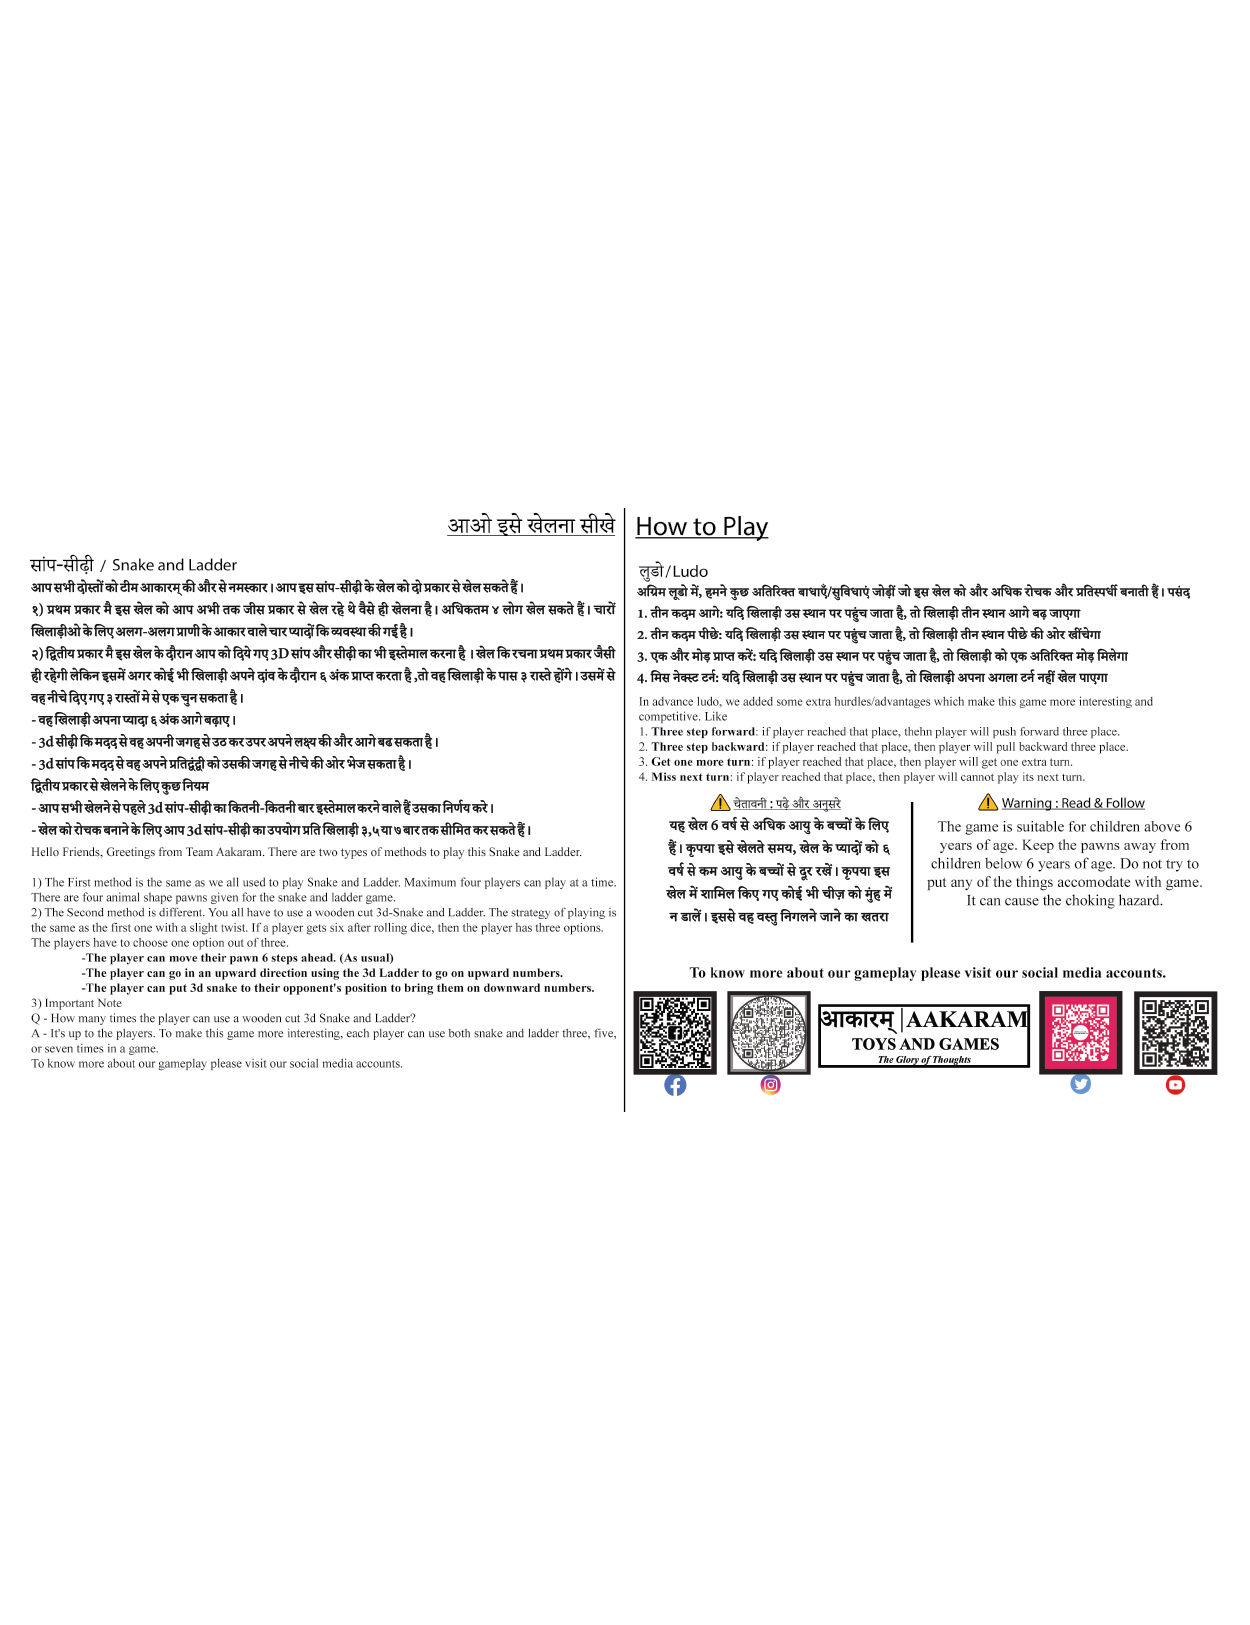 आओ इसे खेलना सीखे
सांप-सीढ़ी / Snake and Ladder
आप सभी दोस्तों को टीम आकारम् की और से नमस्कार । आप इस सांप-सीढ़ी के खेल को दो प्रकार से खेल सकते हैं ।
१) प्रथम प्रकार मै इस खेल को आप अभी तक जीस प्रकार से खेल रहे थे वैसे ही खेलना है । अधिकतम ४ लोग खेल सकते हैं । चारों
खिलाड़ीओ के लिए अलग-अलग प्राणी के आकार वाले चार प्यादों कि व्यवस्था की गई है ।
२) द्वितीय प्रकार मै इस खेल के दौरान आप को दिये गए 3D सांप और सीढ़ी का भी इस्तेमाल करना है । खेल कि रचना प्रथम प्रकार जैसी
ही रहेगी लेकिन इसमें अगर कोई भी खिलाड़ी अपने दांव के दौरान ६ अंक प्राप्त करता है ,तो वह खिलाड़ी के पास ३ रास्ते होंगे । उसमें से
वह नीचे दिए गए ३ रास्तों मे से एक चुन सकता है ।
- वह खिलाड़ी अपना प्यादा ६ अंक आगे बढ़ाए ।
- 3d सीढ़ी कि मदद से वह अपनी जगह से उठ कर उपर अपने लक्ष्य की और आगे बढ सकता है ।
- 3d सांप कि मदद से वह अपने प्रतिद्वंद्वी को उसकी जगह से नीचे की ओर भेज सकता है ।
द्वितीय प्रकार से खेलने के लिए कुछ नियम
- आप सभी खेलने से पहले 3d सांप-सीढ़ी का कितनी-कितनी बार इस्तेमाल करने वाले हैं उसका निर्णय करे ।
- खेल को रोचक बनाने के लिए आप 3d सांप-सीढ़ी का उपयोग प्रति खिलाड़ी ३,५ या ७ बार तक सीमित कर सकते हैं ।
Hello Friends, Greetings from Team Aakaram. There are two types of methods to play this Snake and Ladder.
1) The First method is the same as we all used to play Snake and Ladder. Maximum four players can play at a time.
There are four animal shape pawns given for the snake and ladder game.
2) The Second method is different. You all have to use a wooden cut 3d-Snake and Ladder. The strategy of playing is
the same as the first one with a slight twist. If a player gets six after rolling dice, then the player has three options.
The players have to choose one option out of three.
-The player can move their pawn 6 steps ahead. (As usual)
-The player can go in an upward direction using the 3d Ladder to go on upward numbers.
-The player can put 3d snake to their opponent's position to bring them on downward numbers.
3) Important Note
Q - How many times the player can use a wooden cut 3d Snake and Ladder?
A - It's up to the players. To make this game more interesting, each player can use both snake and ladder three, five,
or seven times in a game.
To know more about our gameplay please visit our social media accounts.
How to Play
लुडो/Ludo
अग्रिम लूडो में, हमने कुछ अतिरिक्त बाधाएँ/सुविधाएं जोड़ीं जो इस खेल को और अधिक रोचक और प्रतिस्पर्धी बनाती हैं । पसंद
1. तीन कदम आगे: यदि खिलाड़ी उस स्थान पर पहुंच जाता है, तो खिलाड़ी तीन स्थान आगे बढ़ जाएगा
2. तीन कदम पीछे: यदि खिलाड़ी उस स्थान पर पहुंच जाता है, तो खिलाड़ी तीन स्थान पीछे की ओर खींचेगा
3. एक और मोड़ प्राप्त करें: यदि खिलाड़ी उस स्थान पर पहुंच जाता है, तो खिलाड़ी को एक अतिरिक्त मोड़ मिलेगा
4. मिस नेक्स्ट टर्न: यदि खिलाड़ी उस स्थान पर पहुंच जाता है, तो खिलाड़ी अपना अगला टर्न नहीं खेल पाएगा
In advance ludo, we added some extra hurdles/advantages which make this game more interesting and
competitive. Like
1. Three step forward: if player reached that place, thehn player will push forward three place.
2. Three step backward: if player reached that place, then player will pull backward three place.
3. Get one more turn: if player reached that place, then player will get one extra turn.
4. Miss next turn: if player reached that place, then player will cannot play its next turn.
चेतावनी : पढ़े और अनुसरे
यह खेल 6 वर्ष से अधिक आयु के बच्चों के लिए
हैं । कृपया इसे खेलते समय, खेल के प्यादों को ६
वर्ष से कम आयु के बच्चों से दूर रखें । कृपया इस
खेल में शामिल किए गए कोई भी चीज़ को मुंह में
न डालें । इससे वह वस्तु निगलने जाने का खतरा
Warning : Read & Follow
The game is suitable for children above 6
years of age. Keep the pawns away from
children below 6 years of age. Do not try to
put any of the things accomodate with game.
It can cause the choking hazard.
To know more about our gameplay please visit our social media accounts.
आकारम् | AAKARAM
TOYS AND GAMES
The Glory of Thoughts